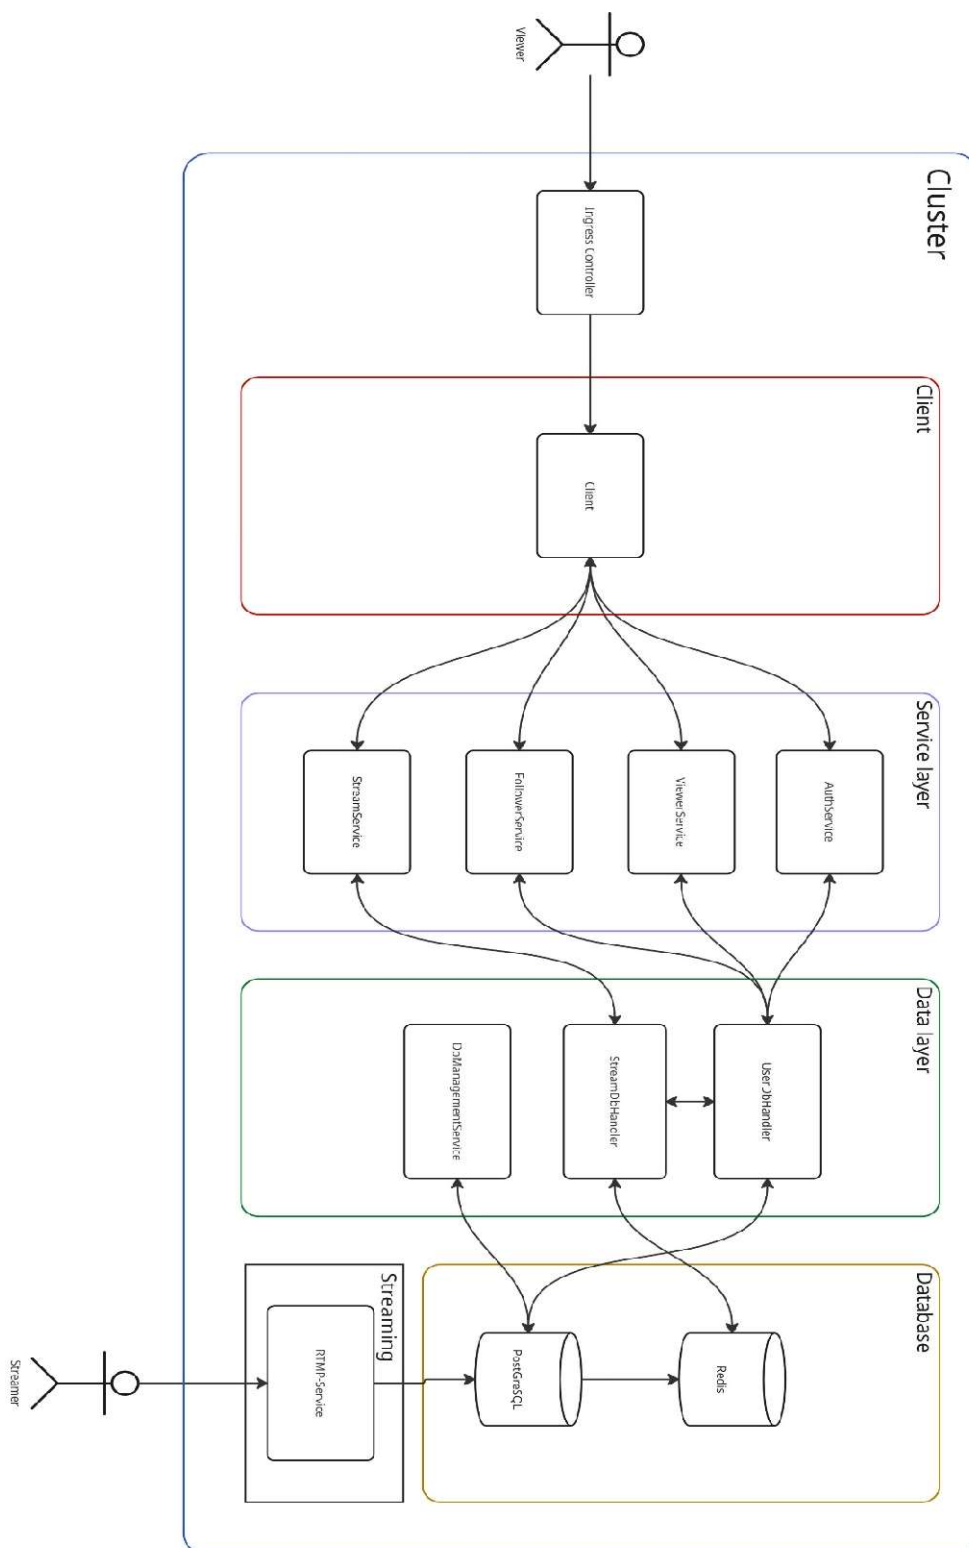 Cluster
Viewer
Ingress Controller
Client
Client
Service layer
AuthService
ViewerService
FollowerService
StreamService
Data layer
UserDbHandler
StreamDbHandler
DbManagementService
Database
Redis
PostGreSQL
Streaming
RTMP-Service
Streamer